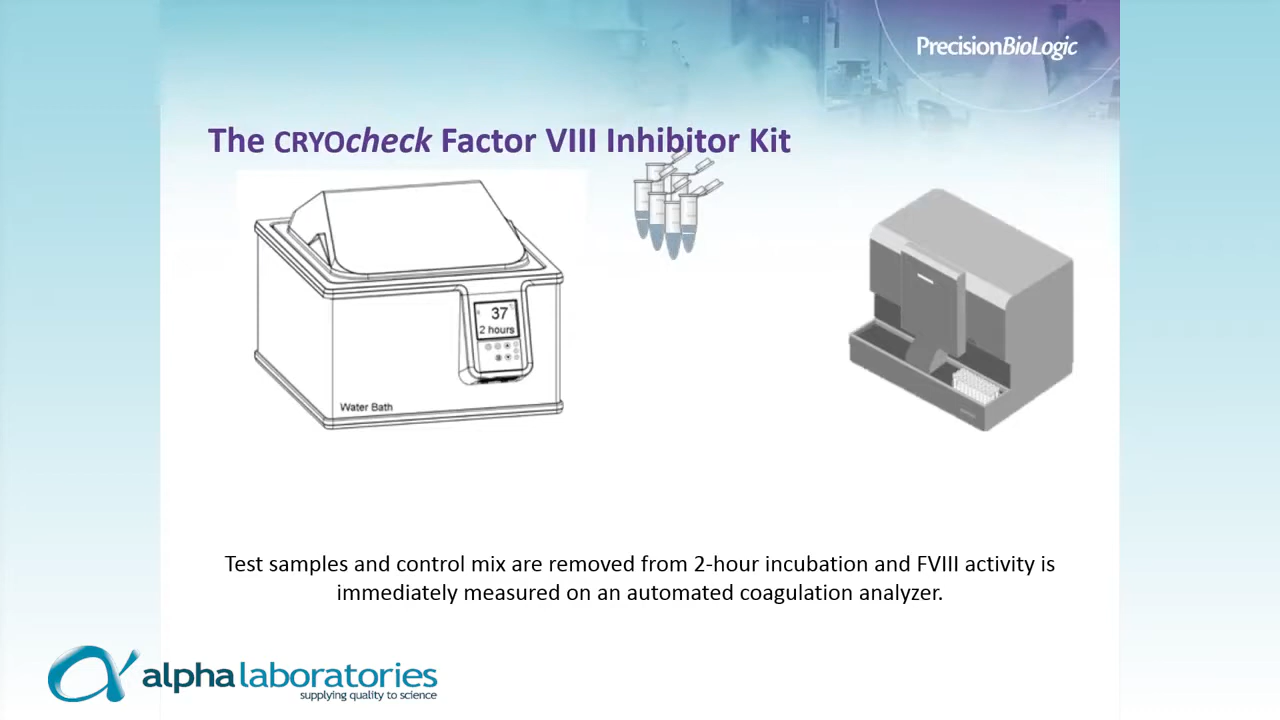 PrecisionBioLogic
The CRYOcheck Factor VIII Inhibitor Kit
37
2 hours
Water Bath
Test samples and control mix are removed from 2-hour incubation and FVIII activity is
immediately measured on an automated coagulation analyzer.
alpha laboratories
supplying quality to science